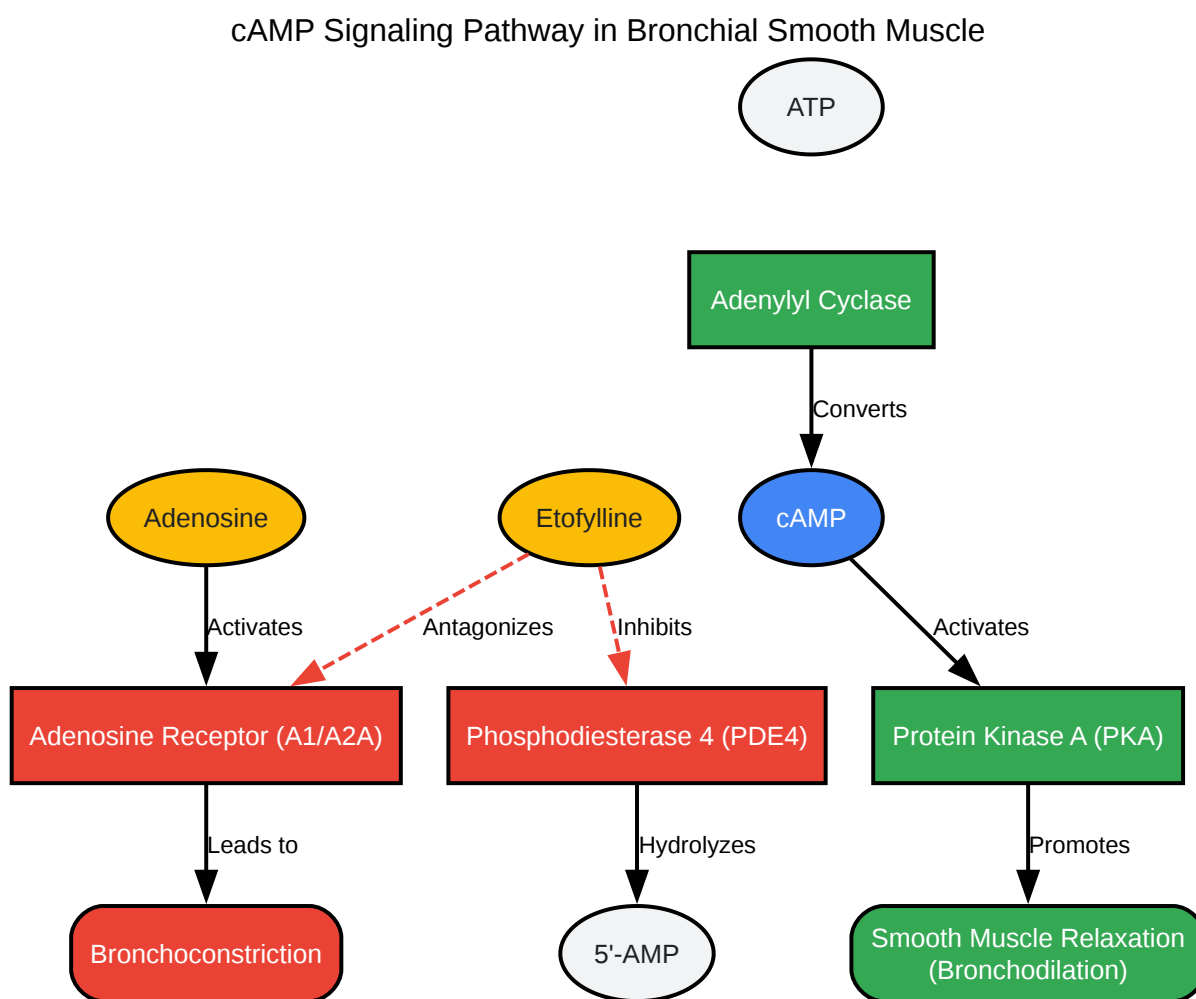 cAMP Signaling Pathway in Bronchial Smooth Muscle
ATP
Adenylyl Cyclase
Converts
Adenosine
Etofylline
cAMP
Activates
Antagonizes
Inhibits
Activates
Adenosine Receptor (A1/A2A)
Phosphodiesterase 4 (PDE4)
Protein Kinase A (PKA)
Leads to
Hydrolyzes
Promotes
Bronchoconstriction
5'-AMP
Smooth Muscle Relaxation
(Bronchodilation)